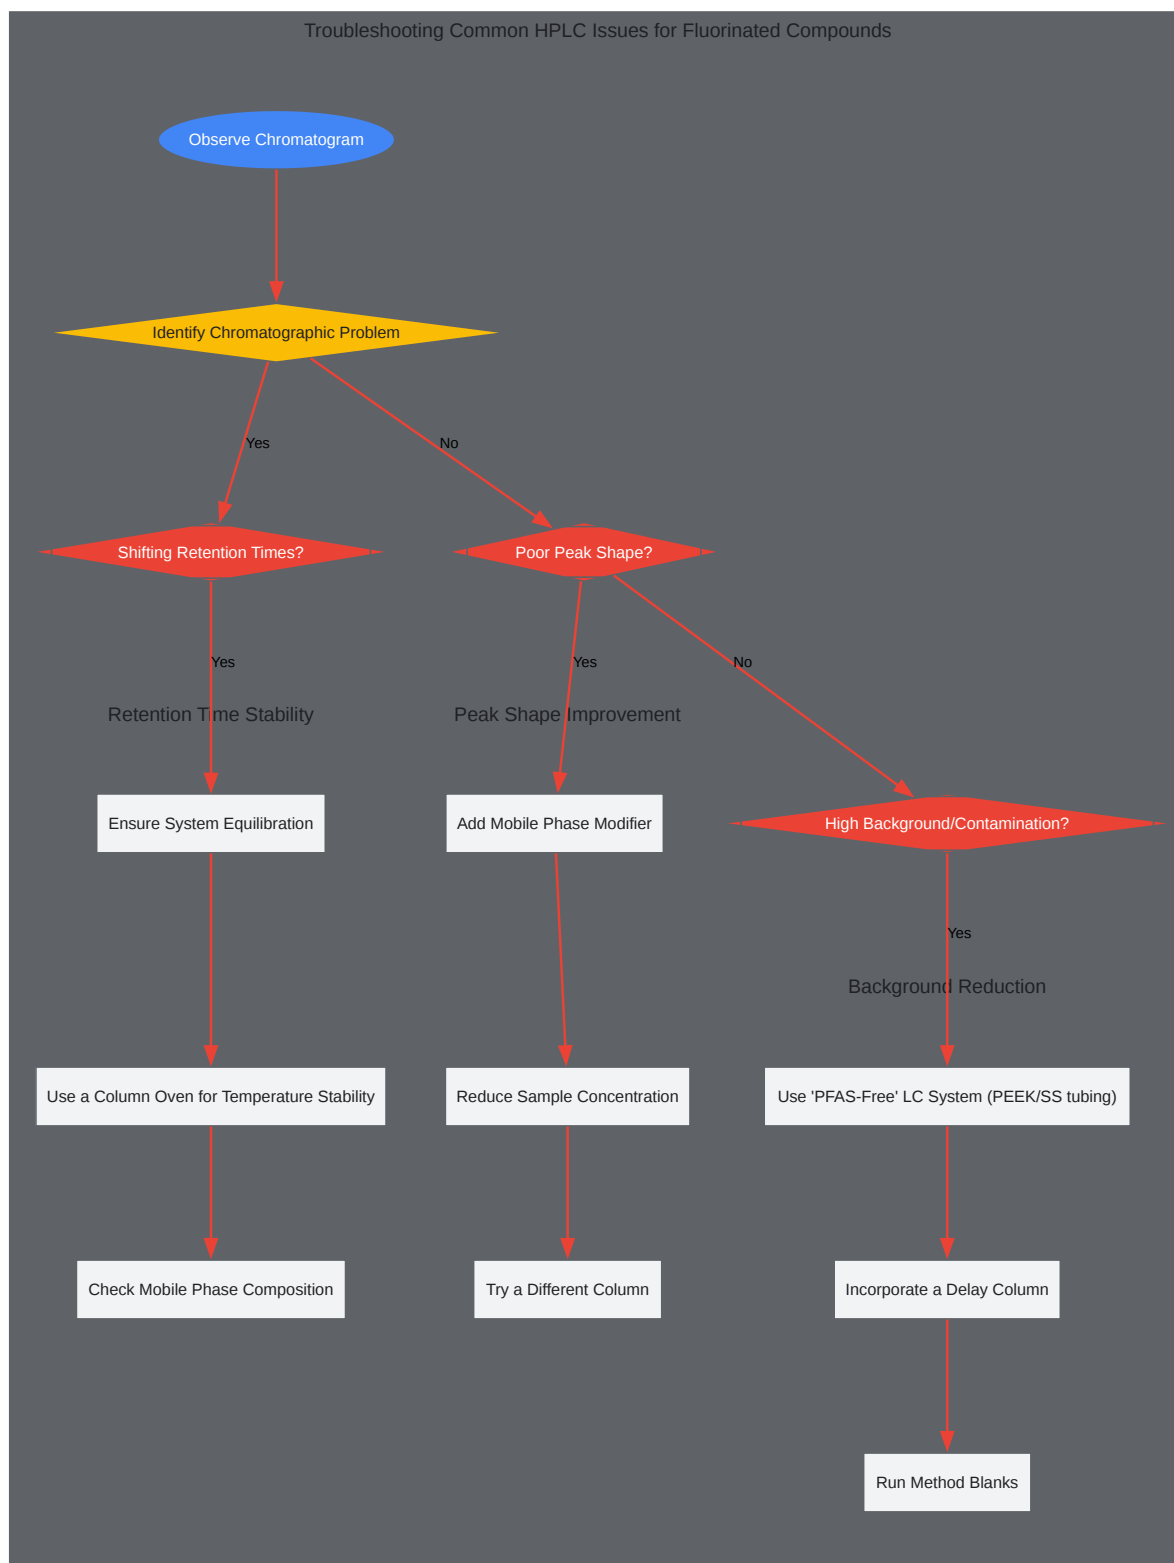 Troubleshooting Common HPLC Issues for Fluorinated Compounds
Observe Chromatogram
Identify Chromatographic Problem
Yes
No
Shifting Retention Times?
Poor Peak Shape?
Yes
Yes
No
Retention Time Stability
Peak Shape Improvement
Ensure System Equilibration
Add Mobile Phase Modifier
High Background/Contamination?
Yes
Background Reduction
Use a Column Oven for Temperature Stability
Reduce Sample Concentration
Use 'PFAS-Free' LC System (PEEK/SS tubing)
Check Mobile Phase Composition
Try a Different Column
Incorporate a Delay Column
Run Method Blanks